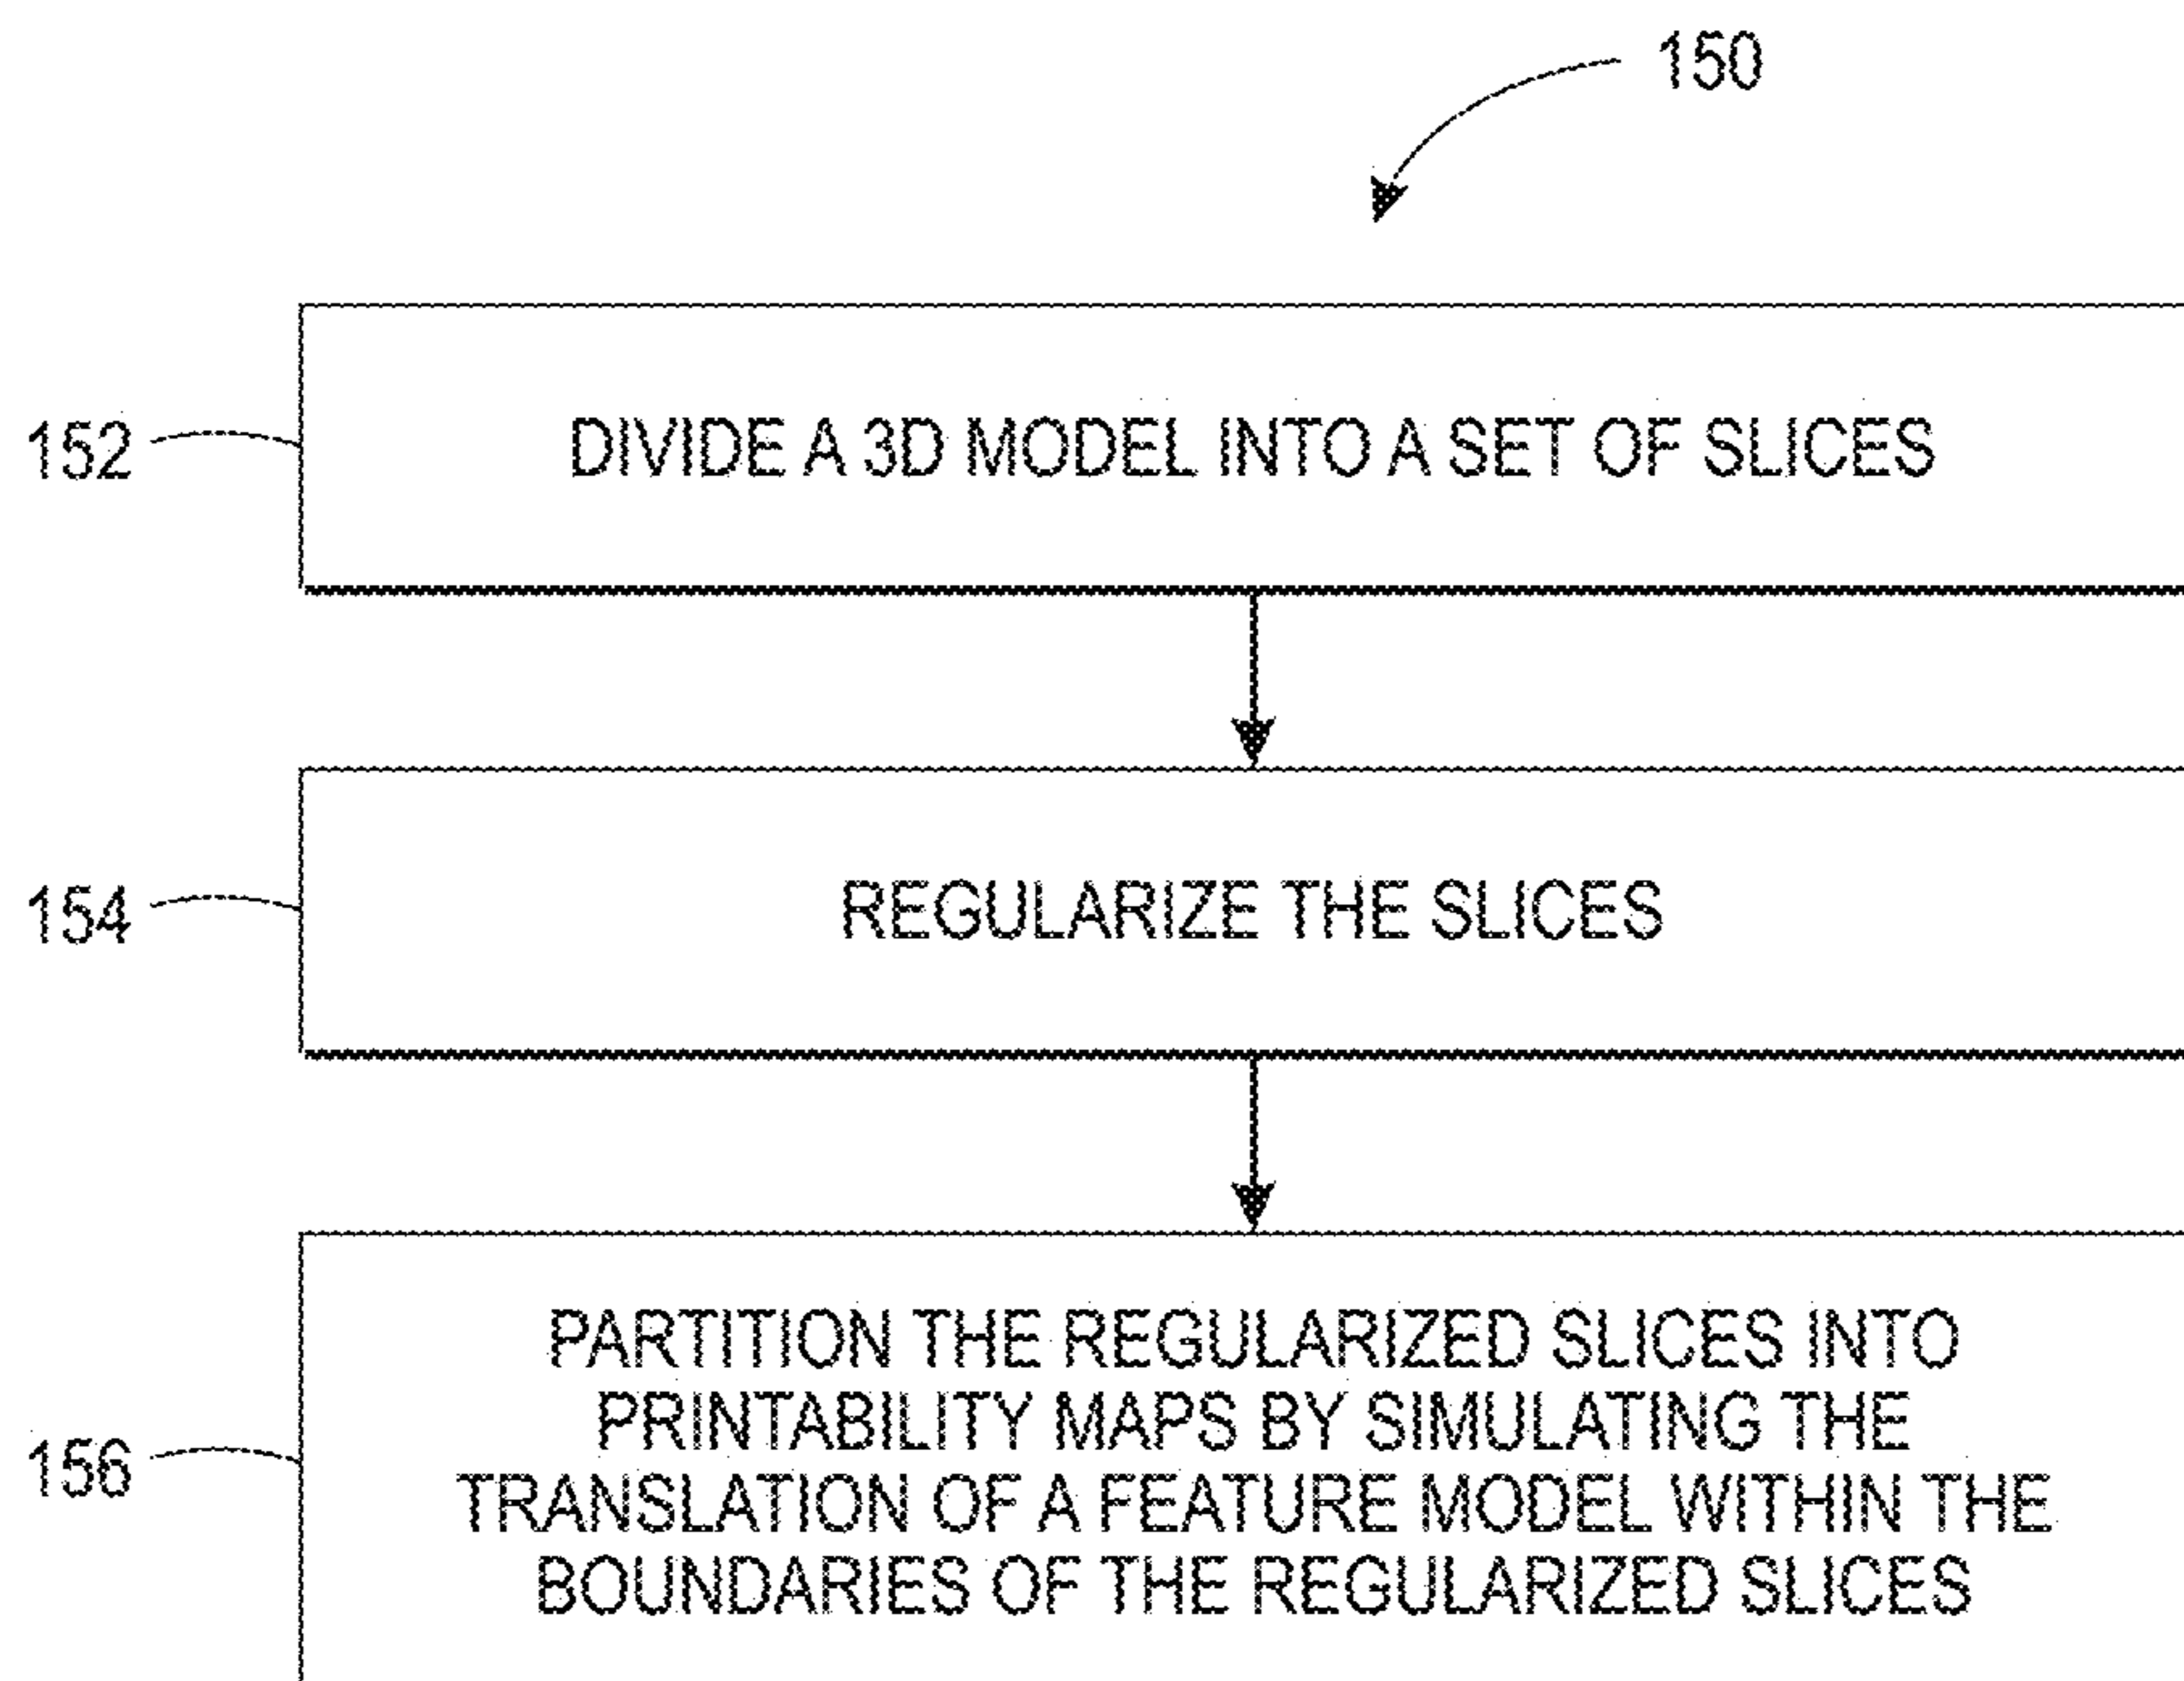 150
152
DIVIDE A 3D MODEL INTO A SET OF SLICES
154
REGULARIZE THE SLICES
156
PARTITION THE REGULARIZED SLICES INTO
PRINTABILITY MAPS BY SIMULATING THE
TRANSLATION OF A FEATURE MODEL WITHIN THE
BOUNDARIES OF THE REGULARIZED SLICES